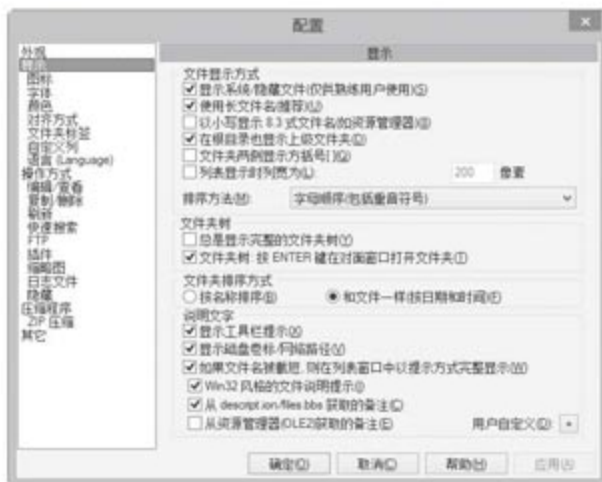 配置
外观
显示
图标
字体
颜色
对齐方式
文件夹标签
自定义列
语言 (Language)
操作方式
编辑/查看
复制/删除
刷新
快速搜索
FTP
插件
缩略图
日志文件
隐藏
压缩程序
ZIP 压缩
其它
显示
文件显示方式
显示系统/隐藏文件(仅供熟练用户使用)(S)
使用长文件名(推荐)(U)
以小写显示 8.3 式文件名(如资源管理器)(8)
在根目录也显示上级文件夹(D)
文件夹两侧显示方括号[ ](Q)
列表显示时列宽为(L): 200 像素
排序方法(M): 字母顺序(包括重音符号)
文件夹树
总是显示完整的文件夹树(Y)
文件夹树: 按 ENTER 键在对面窗口打开文件夹(T)
文件夹排序方式
按名称排序(B) 和文件一样(按日期和时间)(F)
说明文字
显示工具栏提示(X)
显示磁盘卷标/网络路径(V)
如果文件名被截短, 则在列表窗口中以提示方式完整显示(W)
Win32 风格的文件说明提示(I)
从 descript.ion/files.bbs 获取的备注(C)
从资源管理器(OLE2)获取的备注(E) 用户自定义(D):
确定(O) 取消(C) 帮助(H) 应用(A)